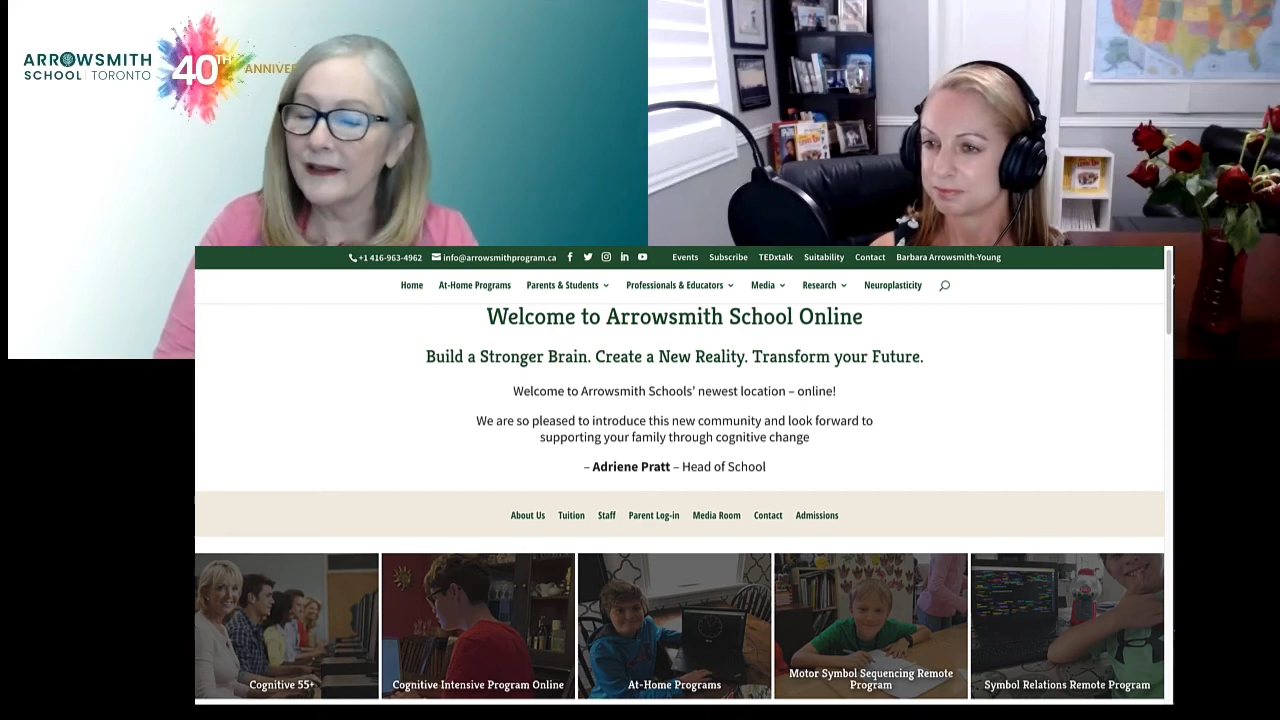 ARROWSMITH
SCHOOL | TORONTO
40TH
ANNIVER
+1 416-963-4962
info@arrowsmithprogram.ca
Events
Subscribe
TEDxtalk
Suitability
Contact
Barbara Arrowsmith-Young
Home
At-Home Programs
Parents & Students
Professionals & Educators
Media
Research
Neuroplasticity
Welcome to Arrowsmith School Online
Build a Stronger Brain. Create a New Reality. Transform your Future.
Welcome to Arrowsmith Schools’ newest location – online!
We are so pleased to introduce this new community and look forward to
supporting your family through cognitive change
– Adriene Pratt – Head of School
About Us
Tuition
Staff
Parent Log-in
Media Room
Contact
Admissions
Cognitive 55+
Cognitive Intensive Program Online
At-Home Programs
Motor Symbol Sequencing Remote
Program
Symbol Relations Remote Program